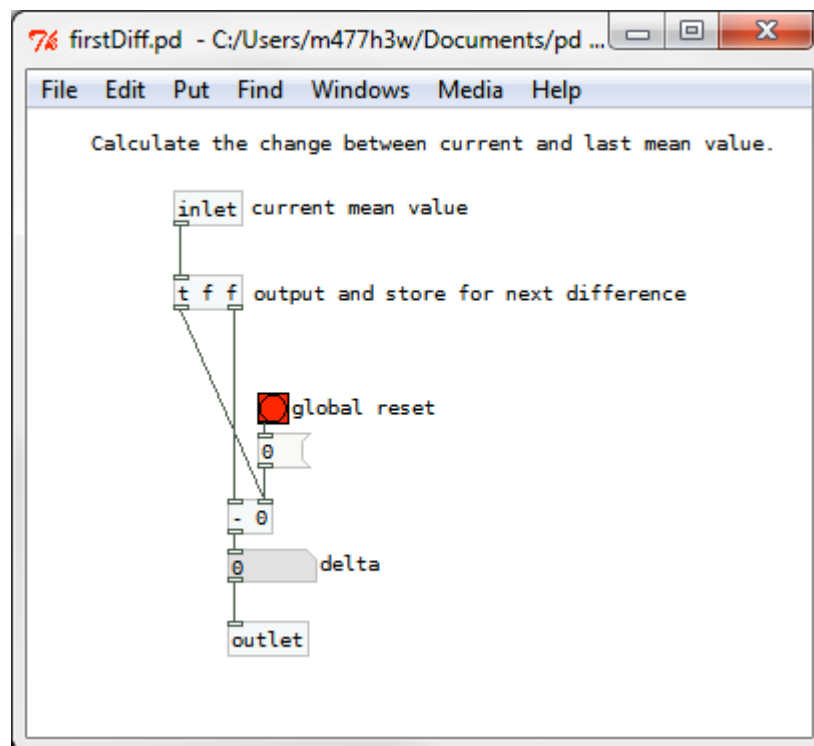 firstDiff.pd - C:/Users/m477h3w/Documents/pd ...
File Edit Put Find Windows Media Help
Calculate the change between current and last mean value.
inlet current mean value
t f f output and store for next difference
global reset
0
- 0
0 delta
outlet